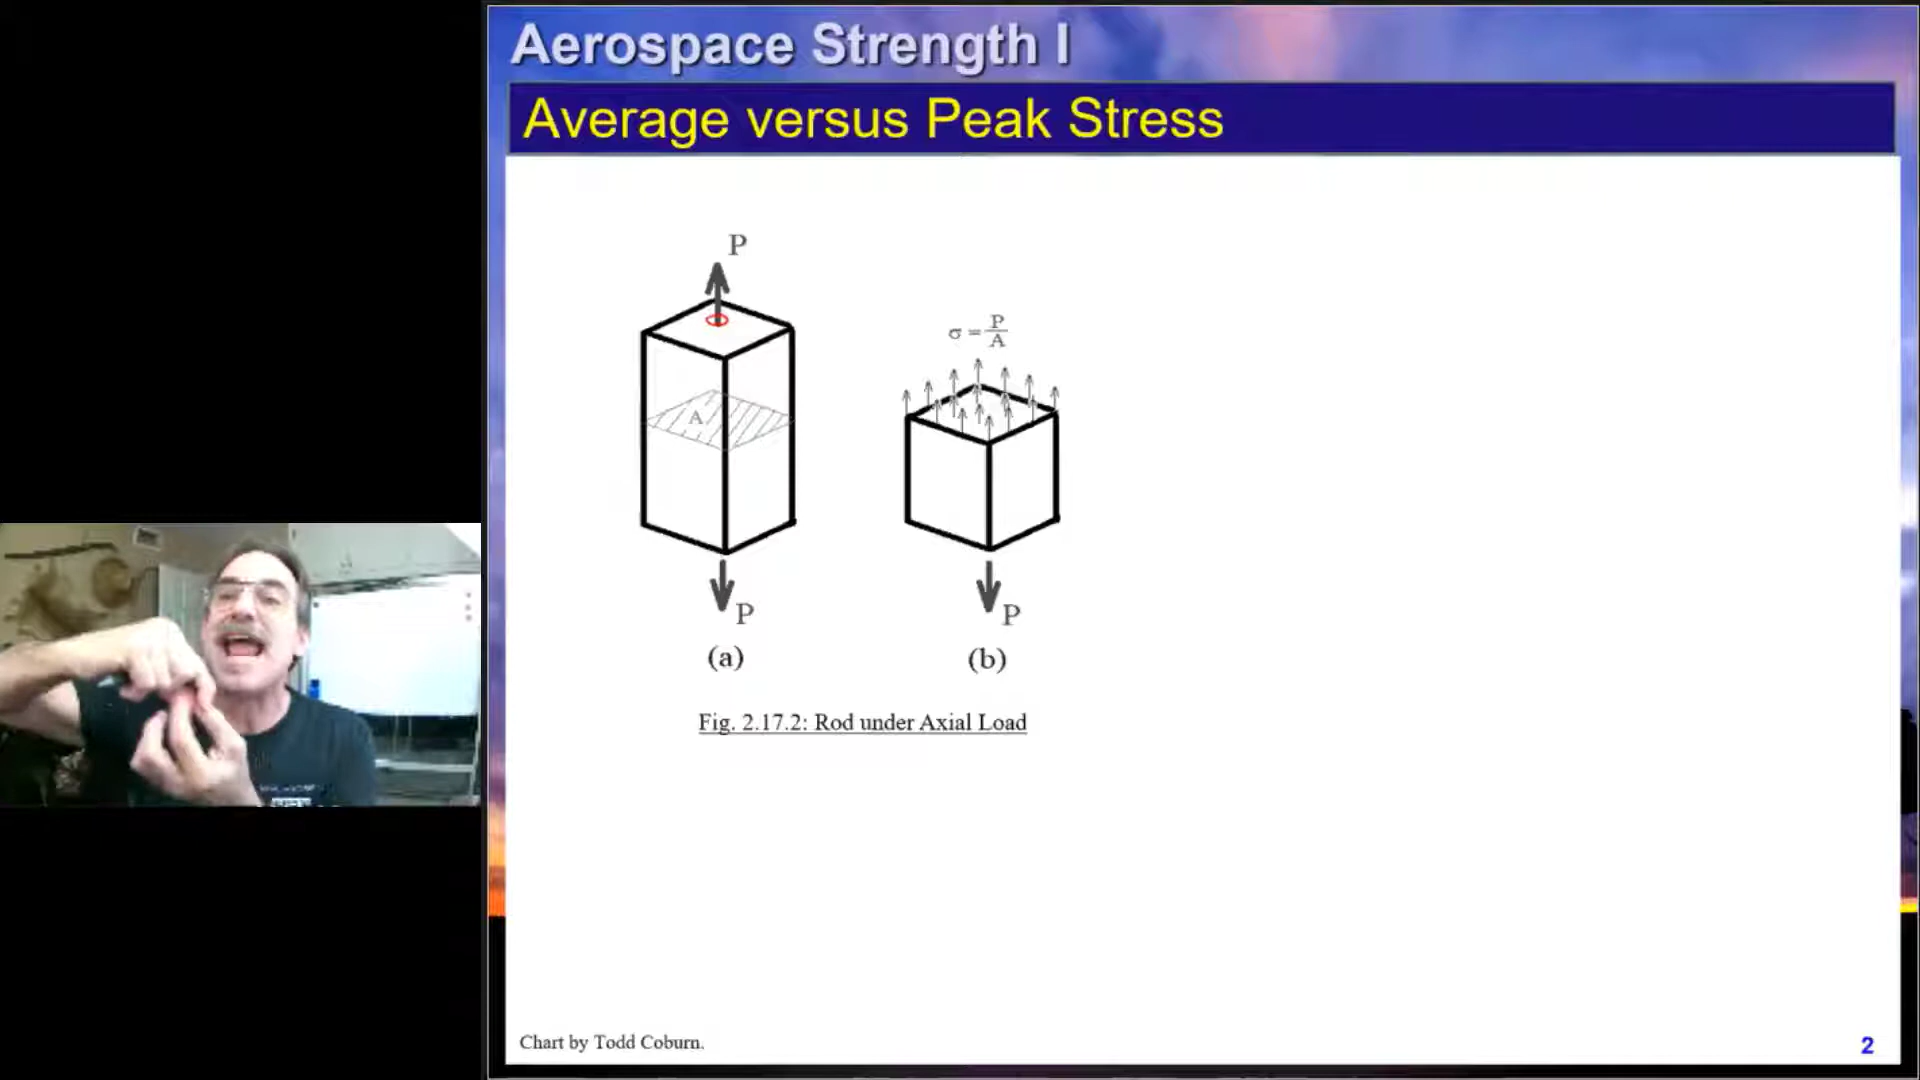 Aerospace Strength I
Average versus Peak Stress
P
A
P
(a)
σ = P/A
P
(b)
Fig. 2.17.2: Rod under Axial Load
Chart by Todd Coburn.
2